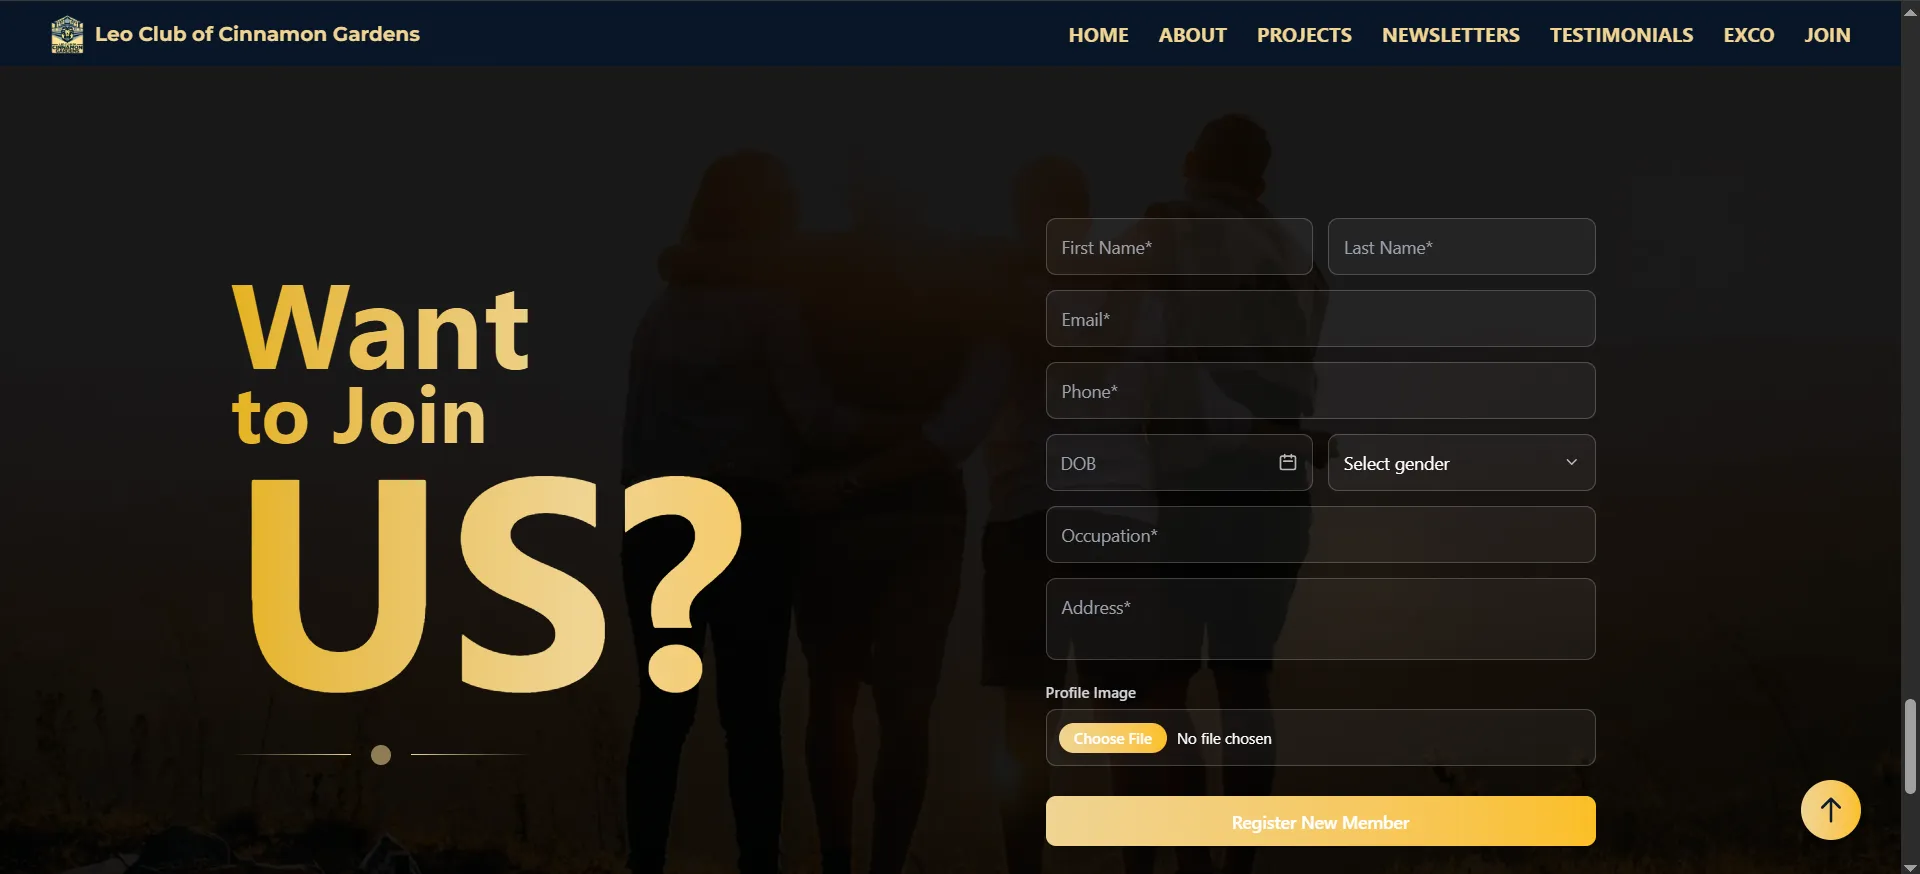 Leo Club of Cinnamon Gardens
HOME ABOUT PROJECTS NEWSLETTERS TESTIMONIALS EXCO JOIN
Want
to Join
US?
First Name* Last Name*
Email*
Phone*
DOB Select gender
Occupation*
Address*
Profile Image
Choose File No file chosen
Register New Member